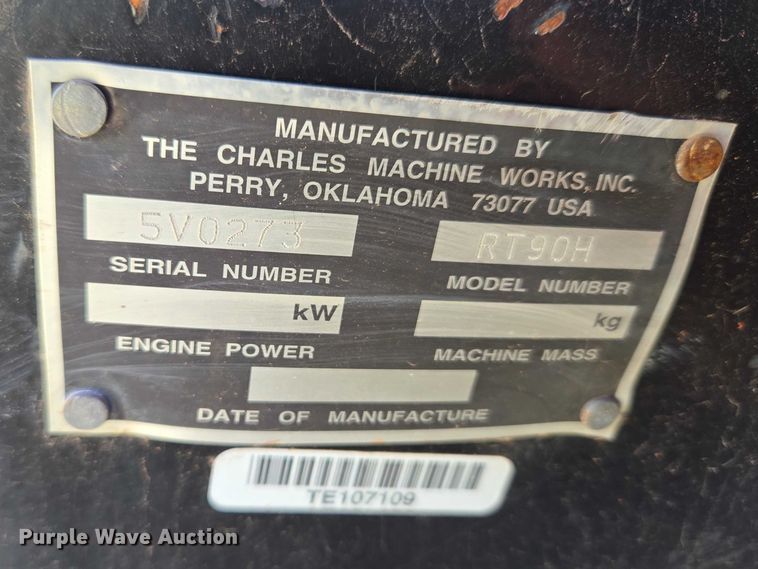 MANUFACTURED BY
THE CHARLES MACHINE WORKS, INC.
PERRY, OKLAHOMA 73077 USA
5V0273 RT90H
SERIAL NUMBER MODEL NUMBER
kW kg
ENGINE POWER MACHINE MASS
DATE OF MANUFACTURE
TE107109
Purple Wave Auction